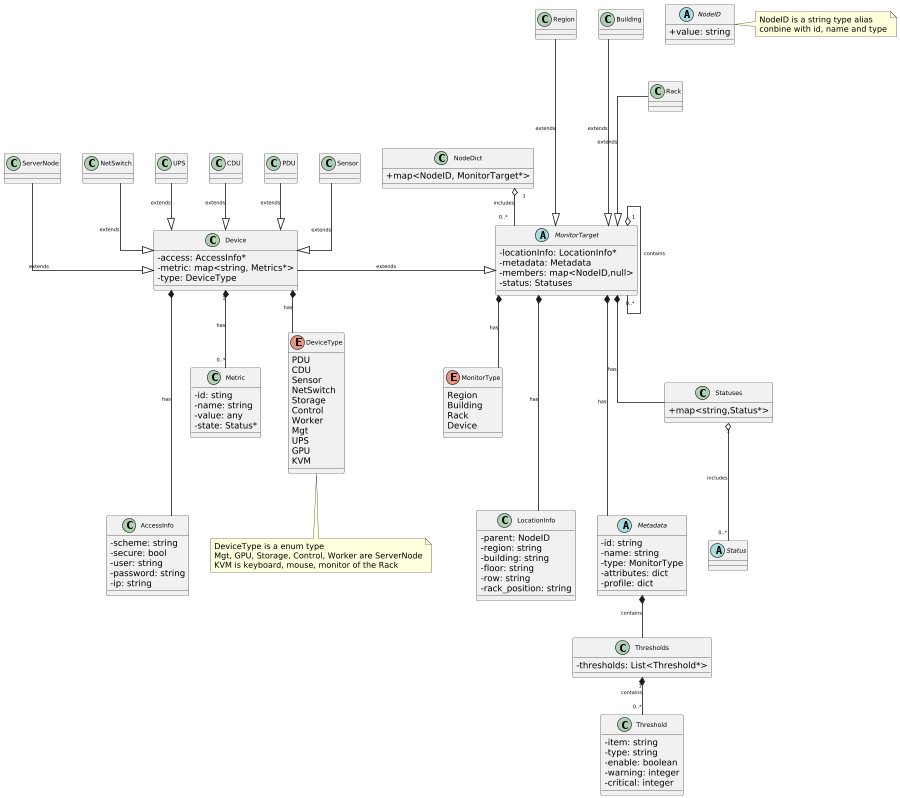 C Region
C Building
A NodeID
+value: string
NodeID is a string type alias
conbine with id, name and type
C Rack
extends
extends
extends
C ServerNode
C NetSwitch
C UPS
C CDU
C PDU
C Sensor
C NodeDict
+map<NodeID, MonitorTarget*>
extends
extends
extends
extends
extends
extends
includes
1
0..*
C Device
-access: AccessInfo*
-metric: map<string, Metrics*>
-type: DeviceType
extends
A MonitorTarget
-locationInfo: LocationInfo*
-metadata: Metadata
-members: map<NodeID,null>
-status: Statuses
1
contains
0..*
has
has
0..*
has
has
has
has
has
E DeviceType
PDU
CDU
Sensor
NetSwitch
Storage
Control
Worker
Mgt
UPS
GPU
KVM
C Metric
-id: sting
-name: string
-value: any
-state: Status*
E MonitorType
Region
Building
Rack
Device
C Statuses
+map<string,Status*>
includes
0..*
C AccessInfo
-scheme: string
-secure: bool
-user: string
-password: string
-ip: string
DeviceType is a enum type
Mgt, GPU, Storage, Control, Worker are ServerNode
KVM is keyboard, mouse, monitor of the Rack
C LocationInfo
-parent: NodeID
-region: string
-building: string
-floor: string
-row: string
-rack_position: string
A Metadata
-id: string
-name: string
-type: MonitorType
-attributes: dict
-profile: dict
A Status
contains
C Thresholds
-thresholds: List<Threshold*>
contains
0..*
C Threshold
-item: string
-type: string
-enable: boolean
-warning: integer
-critical: integer